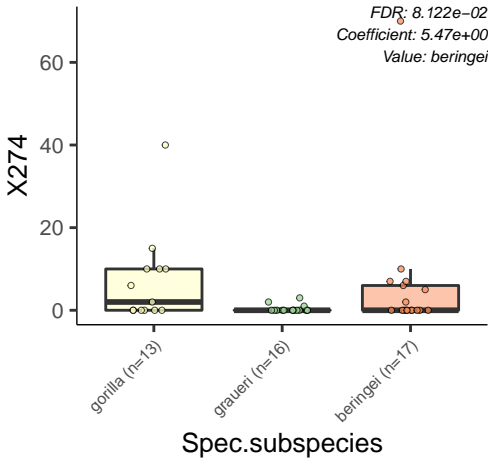 FDR: 8.122e−02
Coefficient: 5.47e+00
Value: beringei
60
40
20
0
X274
gorilla (n=13)
graueri (n=16)
beringei (n=17)
Spec.subspecies